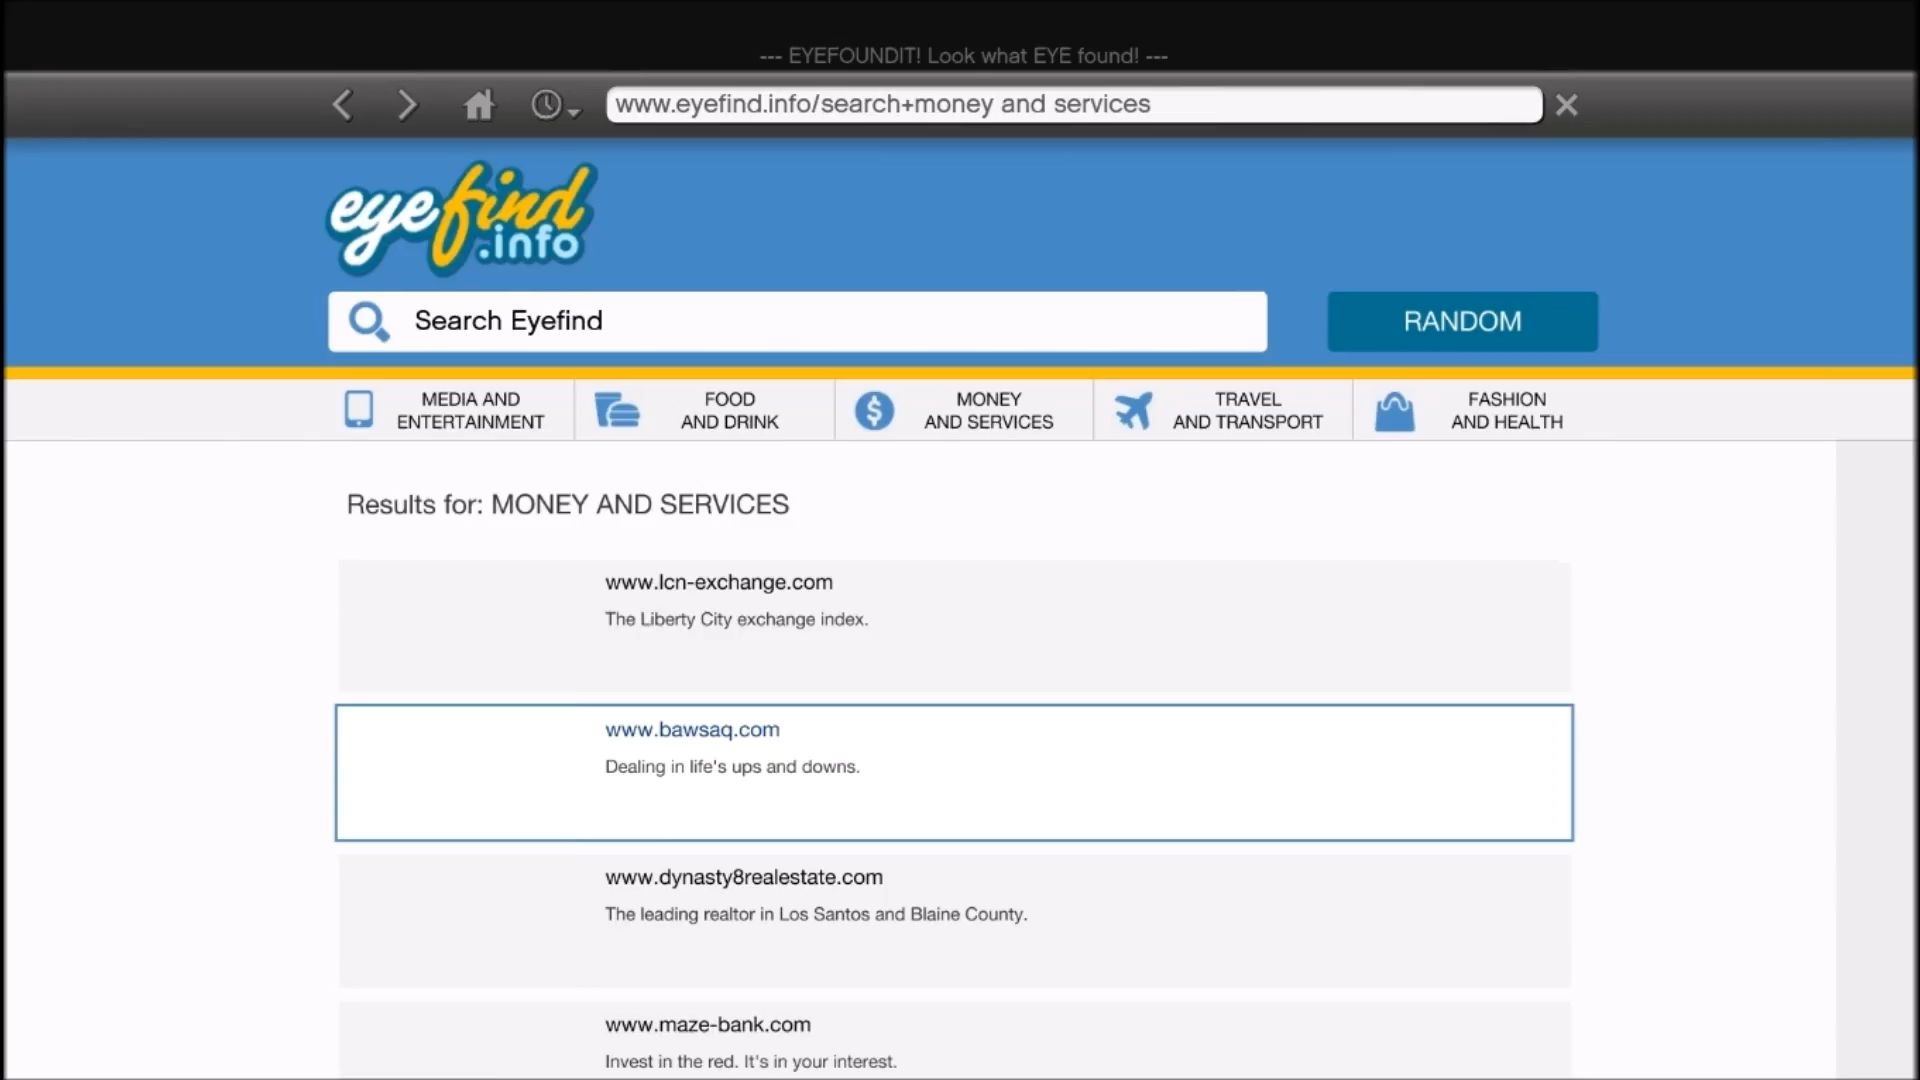 --- EYEFOUNDIT! Look what EYE found! ---
www.eyefind.info/search+money and services
eyefind
.info
Search Eyefind
RANDOM
MEDIA AND
ENTERTAINMENT
FOOD
AND DRINK
MONEY
AND SERVICES
TRAVEL
AND TRANSPORT
FASHION
AND HEALTH
Results for: MONEY AND SERVICES
www.lcn-exchange.com
The Liberty City exchange index.
www.bawsaq.com
Dealing in life's ups and downs.
www.dynasty8realestate.com
The leading realtor in Los Santos and Blaine County.
www.maze-bank.com
Invest in the red. It's in your interest.